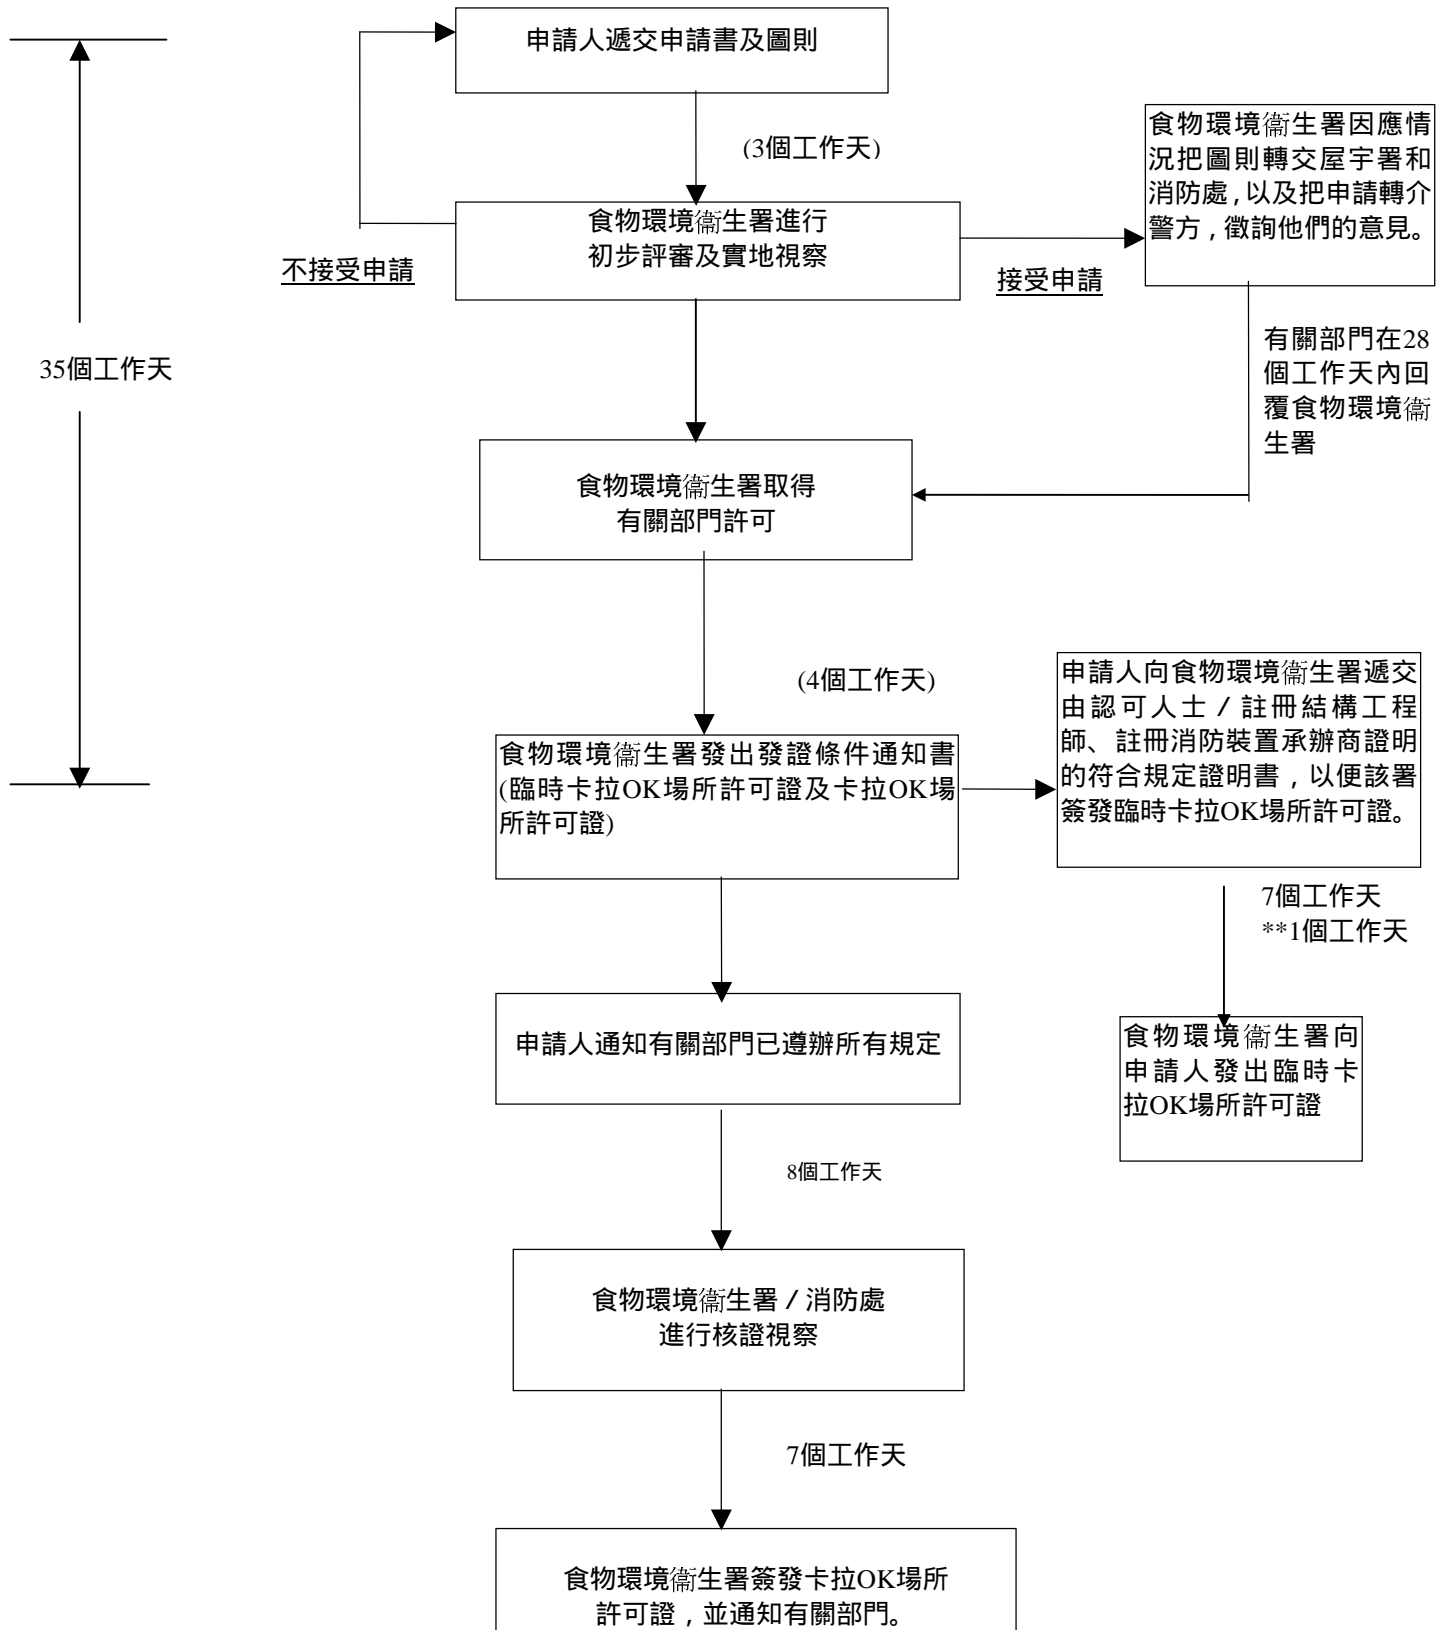 申請人遞交申請書及圖則
(3個工作天)
食物環境衞生署因應情
況把圖則轉交屋宇署和
消防處,以及把申請轉介
警方,徵詢他們的意見。
食物環境衞生署進行
初步評審及實地視察
不接受申請
接受申請
有關部門在28
個工作天內回
覆食物環境衞
生署
35個工作天
食物環境衞生署取得
有關部門許可
(4個工作天)
申請人向食物環境衞生署遞交
由認可人士/註冊結構工程
師、註冊消防裝置承辦商證明
的符合規定證明書,以便該署
簽發臨時卡拉OK場所許可證。
食物環境衞生署發出發證條件通知書
(臨時卡拉OK場所許可證及卡拉OK場
所許可證)
7個工作天
**1個工作天
申請人通知有關部門已遵辦所有規定
食物環境衞生署向
申請人發出臨時卡
拉OK場所許可證
8個工作天
食物環境衞生署/消防處
進行核證視察
7個工作天
食物環境衞生署簽發卡拉OK場所
許可證,並通知有關部門。